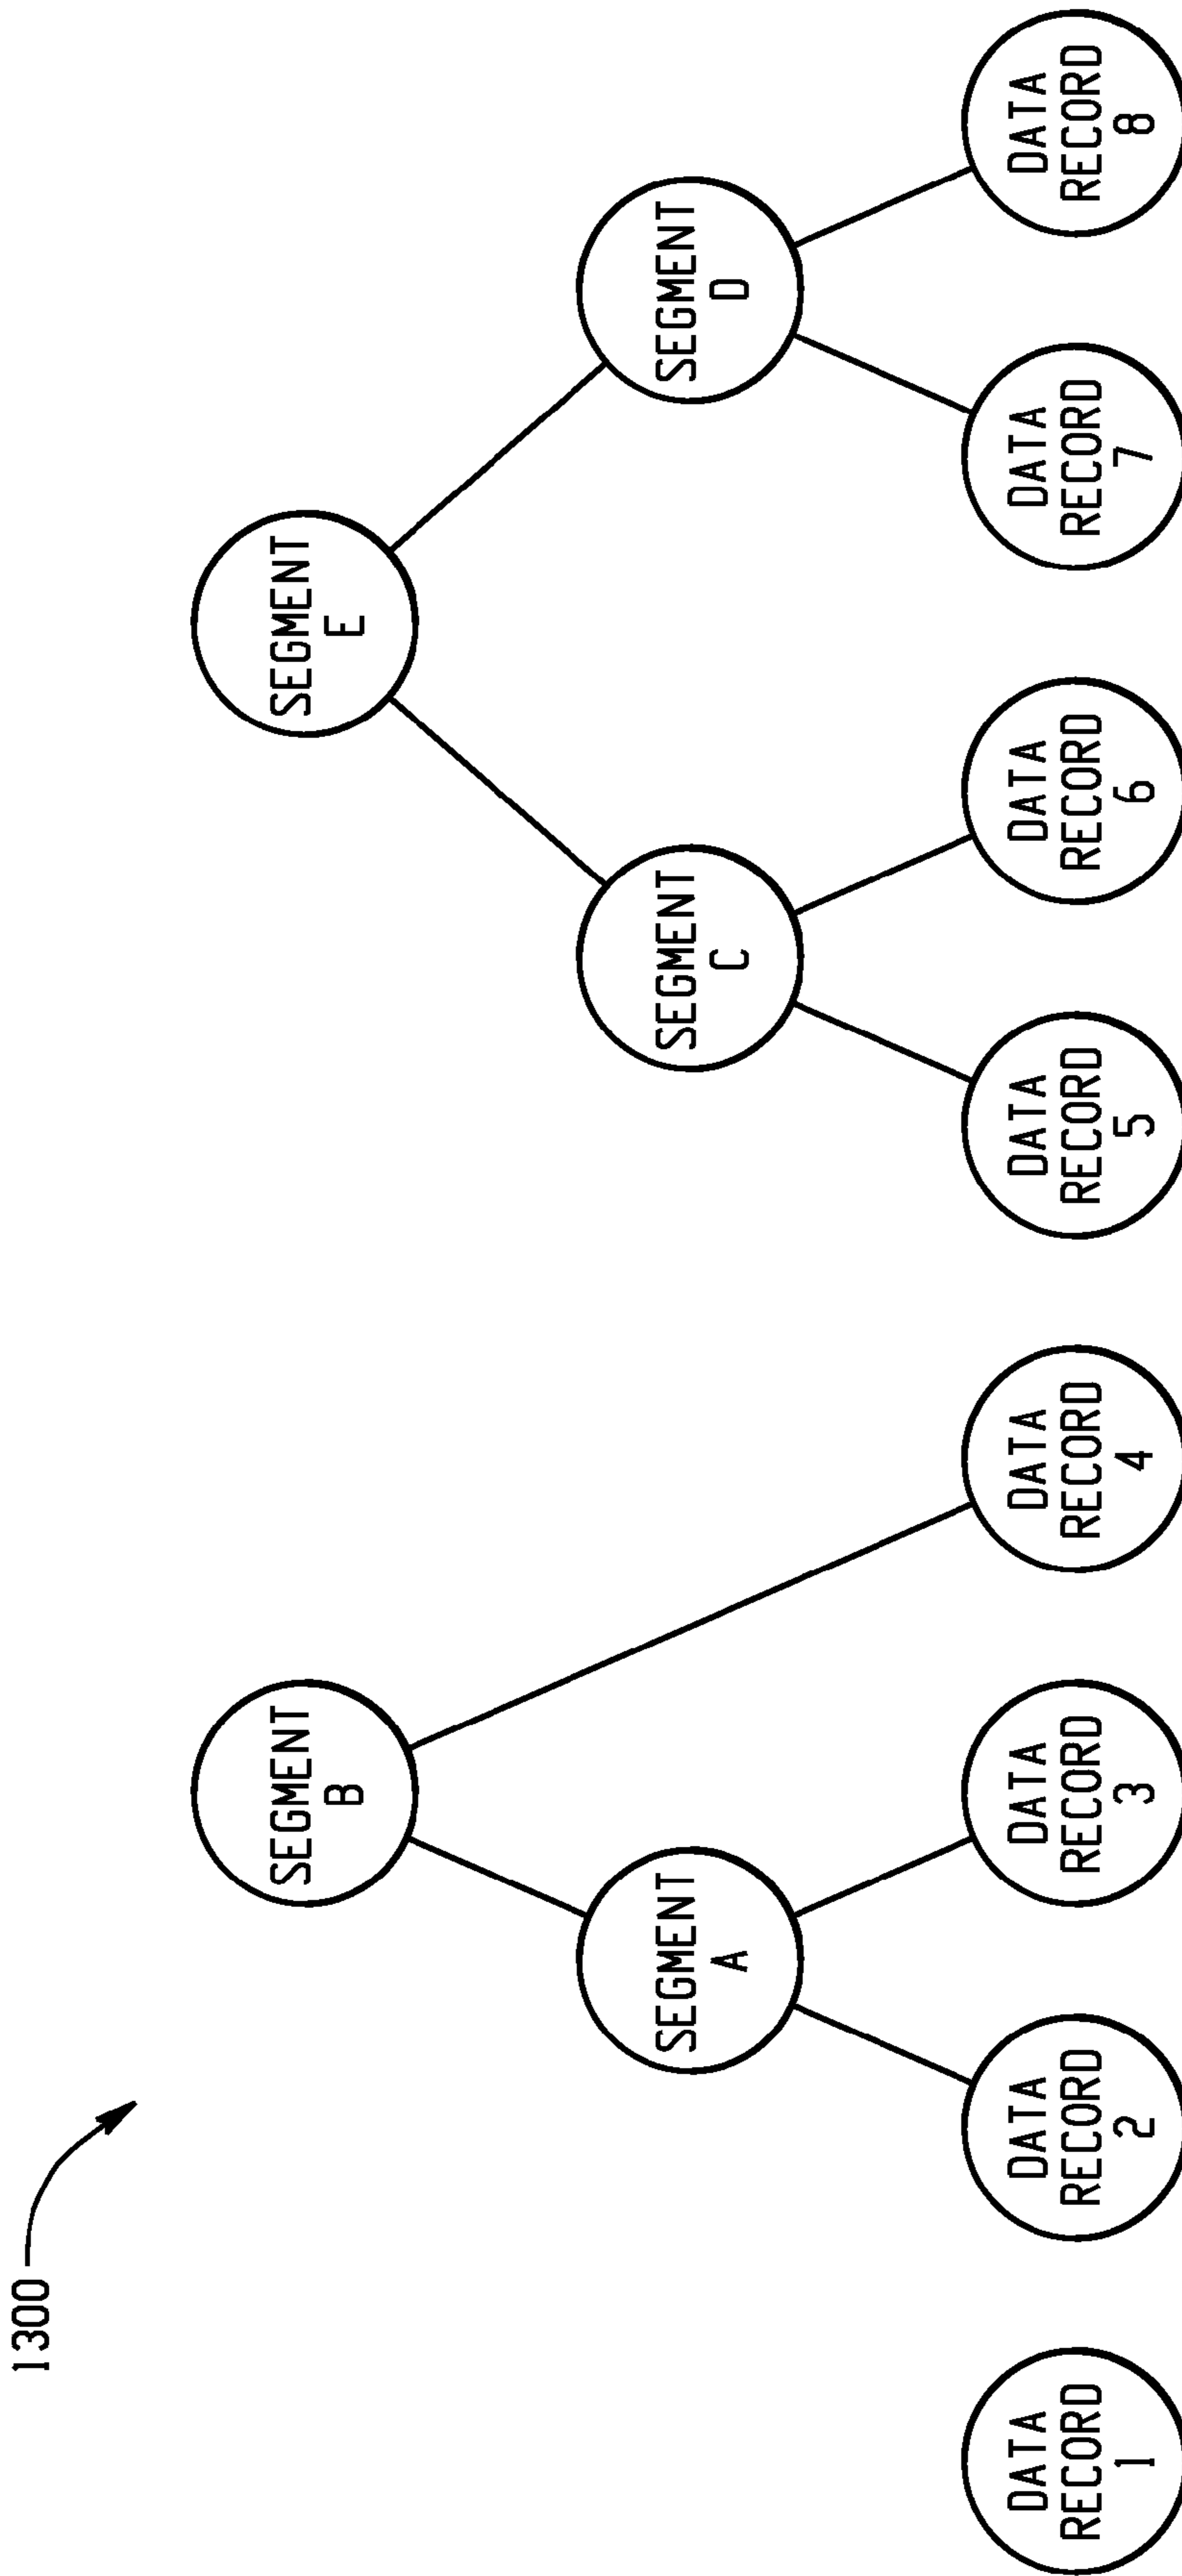 1300
SEGMENT
B
SEGMENT
E
SEGMENT
A
SEGMENT
C
SEGMENT
D
DATA
RECORD
1
DATA
RECORD
2
DATA
RECORD
3
DATA
RECORD
4
DATA
RECORD
5
DATA
RECORD
6
DATA
RECORD
7
DATA
RECORD
8